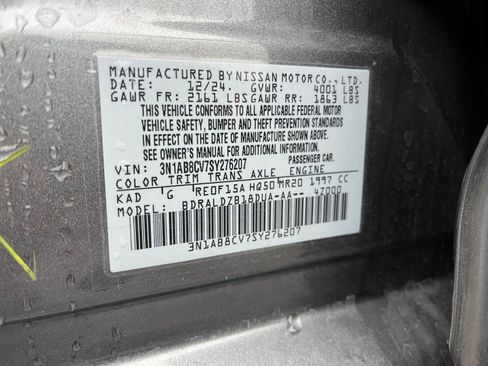 MANUFACTURED BY NISSAN MOTOR CO., LTD.
DATE: 12/24. GVWR: 4001 LBS
GAWR FR: 2161 LBS GAWR RR: 1863 LBS
THIS VEHICLE CONFORMS TO ALL APPLICABLE FEDERAL MOTOR
VEHICLE SAFETY, BUMPER AND THEFT PREVENTION STANDARDS
IN EFFECT ON THE DATE OF MANUFACTURE SHOWN ABOVE.
SEE OWNER'S MANUAL FOR ADDITIONAL INFORMATION.
VIN: 3N1AB8CV7SY276207 PASSENGER CAR.
COLOR TRIM TRANS AXLE ENGINE
KAD G RE0F15A HQ50 MR20 1997 CC
MODEL: BDRALDZB18DUA-AA-- 47000
3N1AB8CV7SY276207